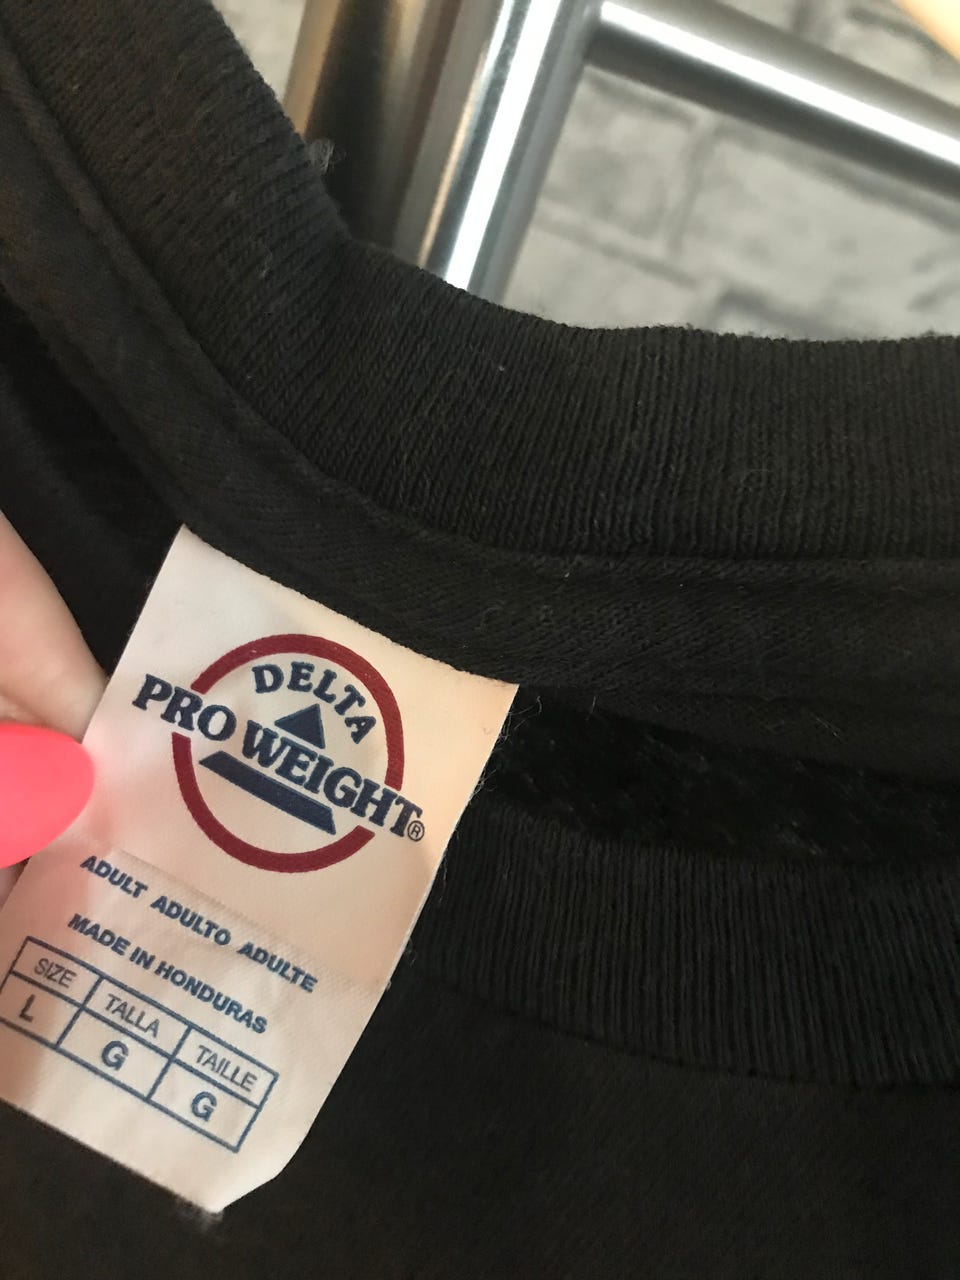 DELTA
PRO WEIGHT®
ADULT ADULTO ADULTE
MADE IN HONDURAS
SIZE TALLA TAILLE
L G G